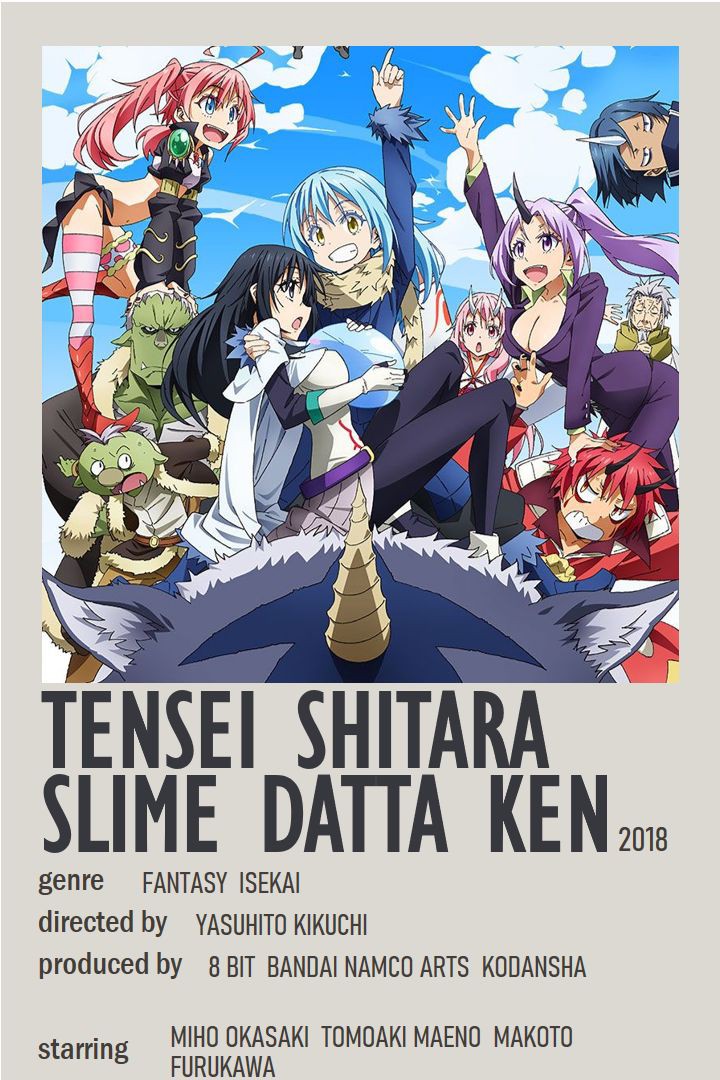 TENSEI SHITARA
SLIME DATTA KEN 2018
genre FANTASY ISEKAI
directed by YASUHITO KIKUCHI
produced by 8 BIT BANDAI NAMCO ARTS KODANSHA
starring MIHO OKASAKI TOMOAKI MAENO MAKOTO
FURUKAWA